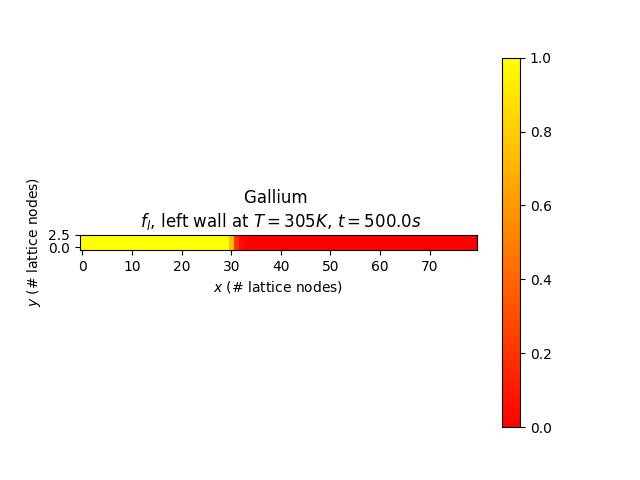 Gallium
f_l, left wall at T = 305K, t = 500.0s
2.5
0.0
y (# lattice nodes)
0 10 20 30 40 50 60 70
x (# lattice nodes)
1.0
0.8
0.6
0.4
0.2
0.0